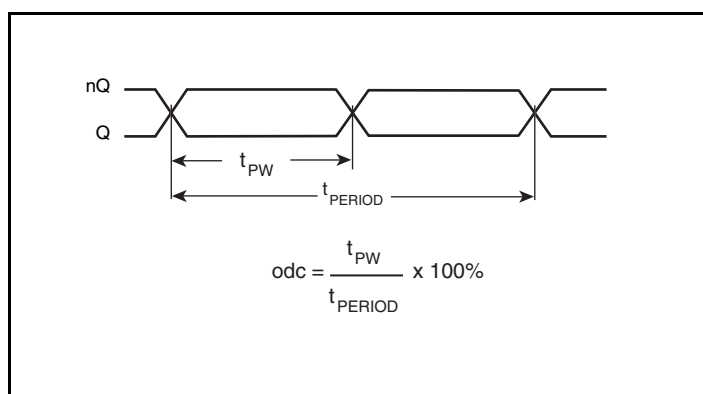 nQ
Q
tPW
tPERIOD
odc = tPW / tPERIOD x 100%